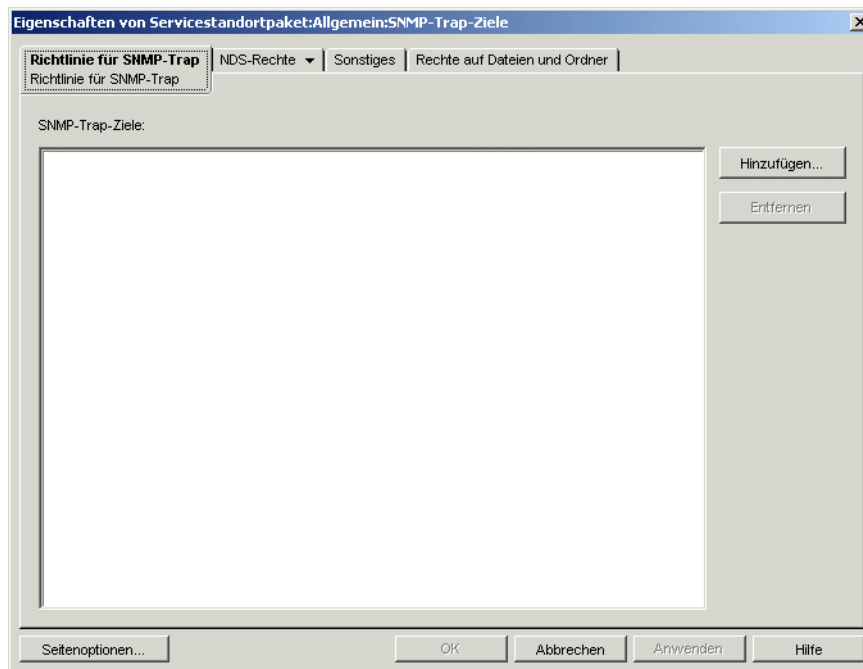 Eigenschaften von Servicestandortpaket:Allgemein:SNMP-Trap-Ziele
Richtlinie für SNMP-Trap NDS-Rechte Sonstiges Rechte auf Dateien und Ordner
Richtlinie für SNMP-Trap
SNMP-Trap-Ziele:
Hinzufügen...
Entfernen
Seitenoptionen... OK Abbrechen Anwenden Hilfe